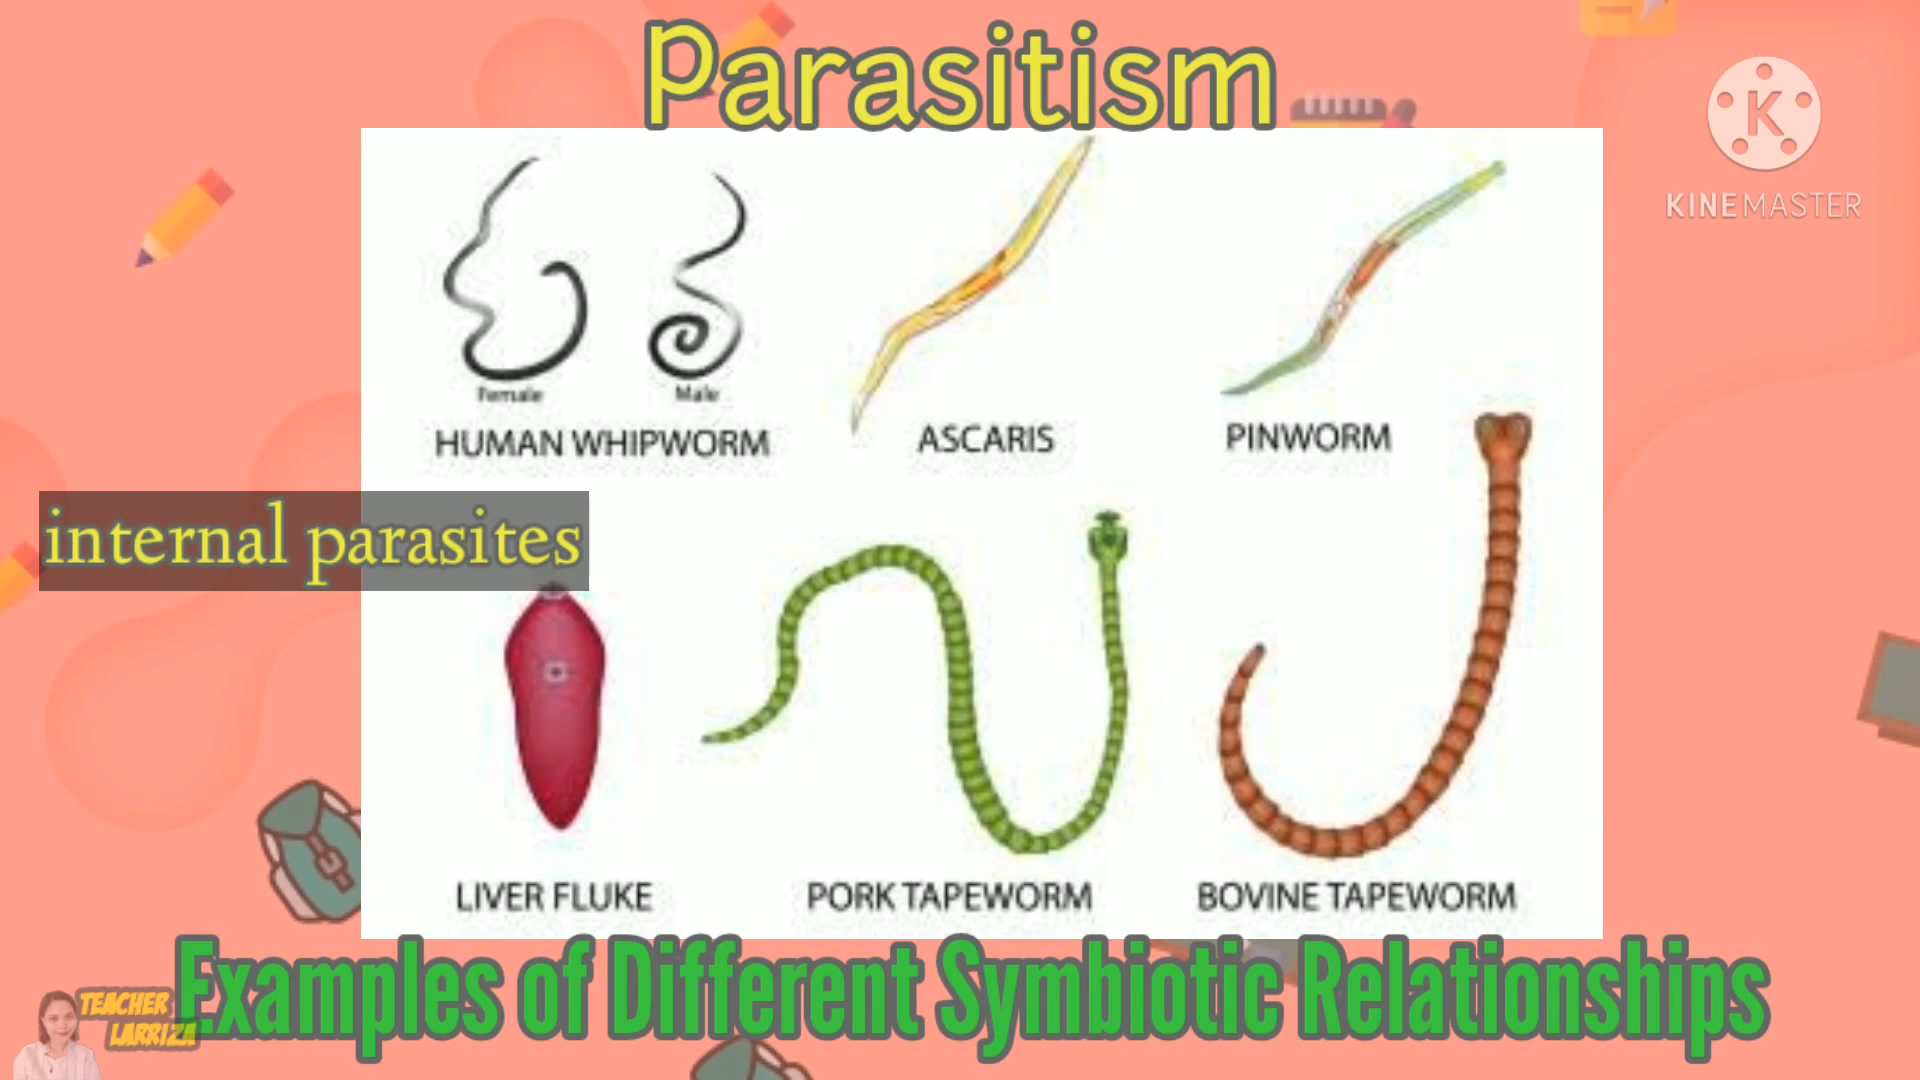 Parasitism
K
KINEMASTER
Female
Male
HUMAN WHIPWORM
ASCARIS
PINWORM
internal parasites
LIVER FLUKE
PORK TAPEWORM
BOVINE TAPEWORM
Examples of Different Symbiotic Relationships
TEACHER
LARRIZA